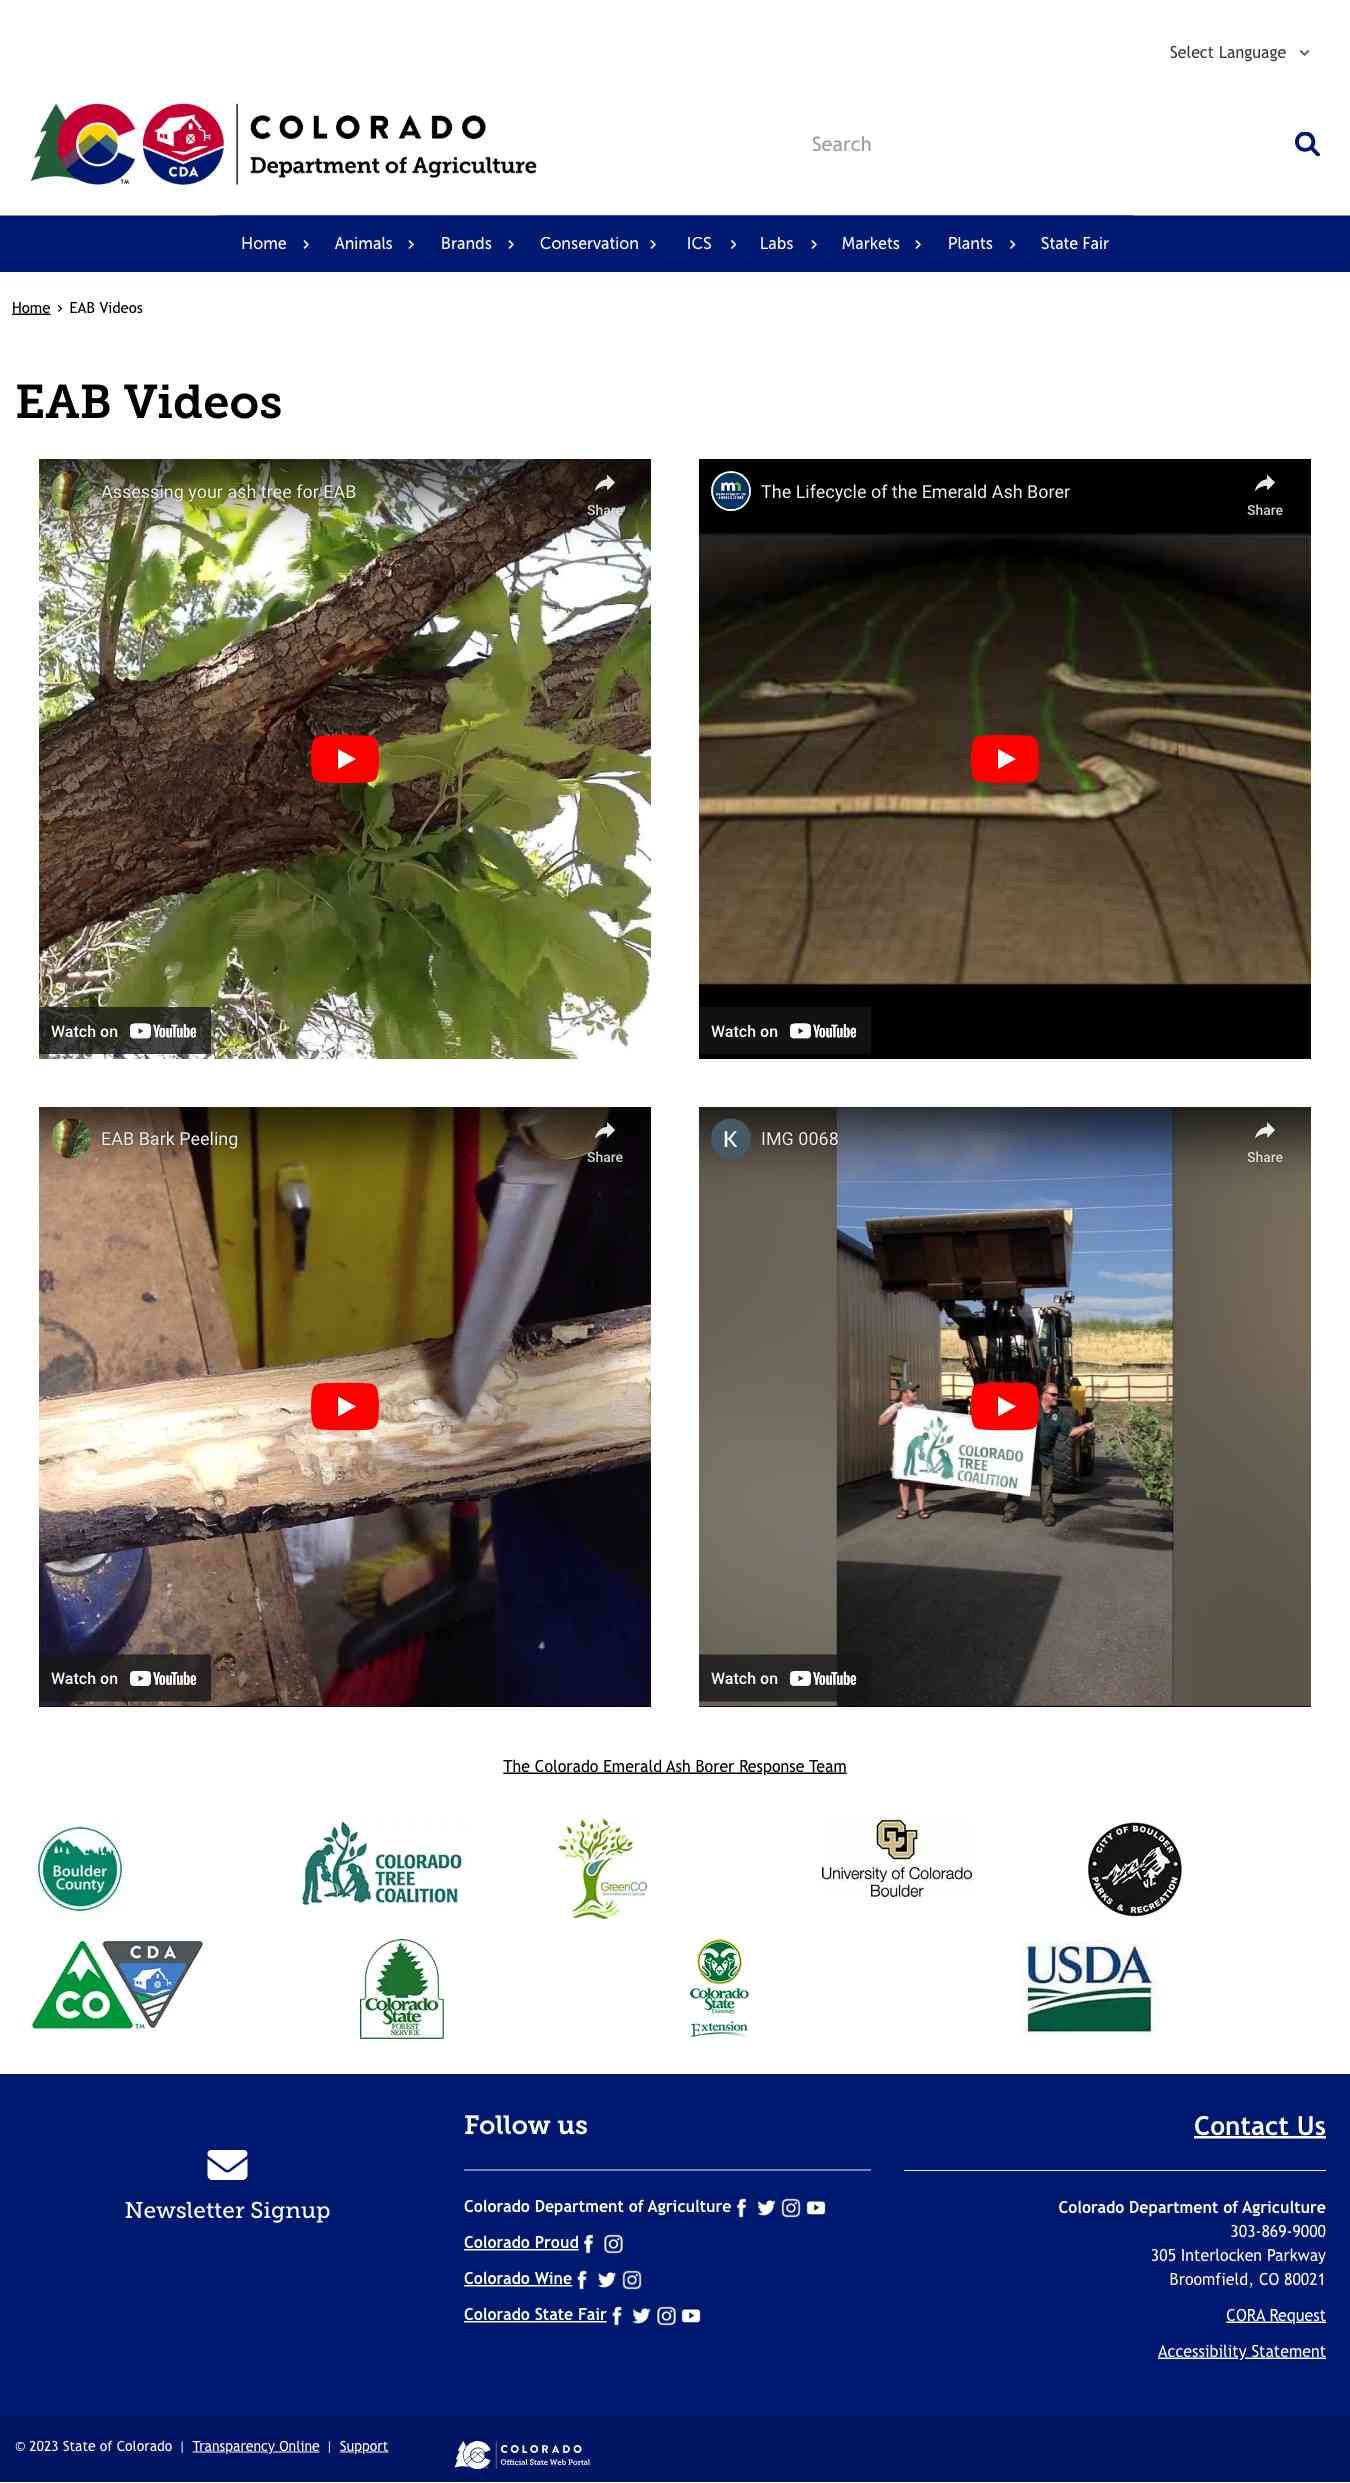 Select Language
COLORADO
Department of Agriculture
CDA
TM
Search
Home
Animals
Brands
Conservation
ICS
Labs
Markets
Plants
State Fair
Home › EAB Videos
EAB Videos
Assessing your ash tree for EAB
Share
Watch on YouTube
The Lifecycle of the Emerald Ash Borer
Share
Watch on YouTube
EAB Bark Peeling
Share
Watch on YouTube
K IMG 0068
Share
COLORADO
TREE
COALITION
Watch on YouTube
The Colorado Emerald Ash Borer Response Team
Boulder
County
COLORADO
TREE
COALITION
GreenCO
CU
University of Colorado
Boulder
CITY OF BOULDER
PARKS & RECREATION
CDA
CO
TM
Colorado
State
FOREST
SERVICE
Colorado
State
University
Extension
USDA
Newsletter Signup
Follow us
Colorado Department of Agriculture
Colorado Proud
Colorado Wine
Colorado State Fair
Contact Us
Colorado Department of Agriculture
303-869-9000
305 Interlocken Parkway
Broomfield, CO 80021
CORA Request
Accessibility Statement
© 2023 State of Colorado | Transparency Online | Support
COLORADO
Official State Web Portal